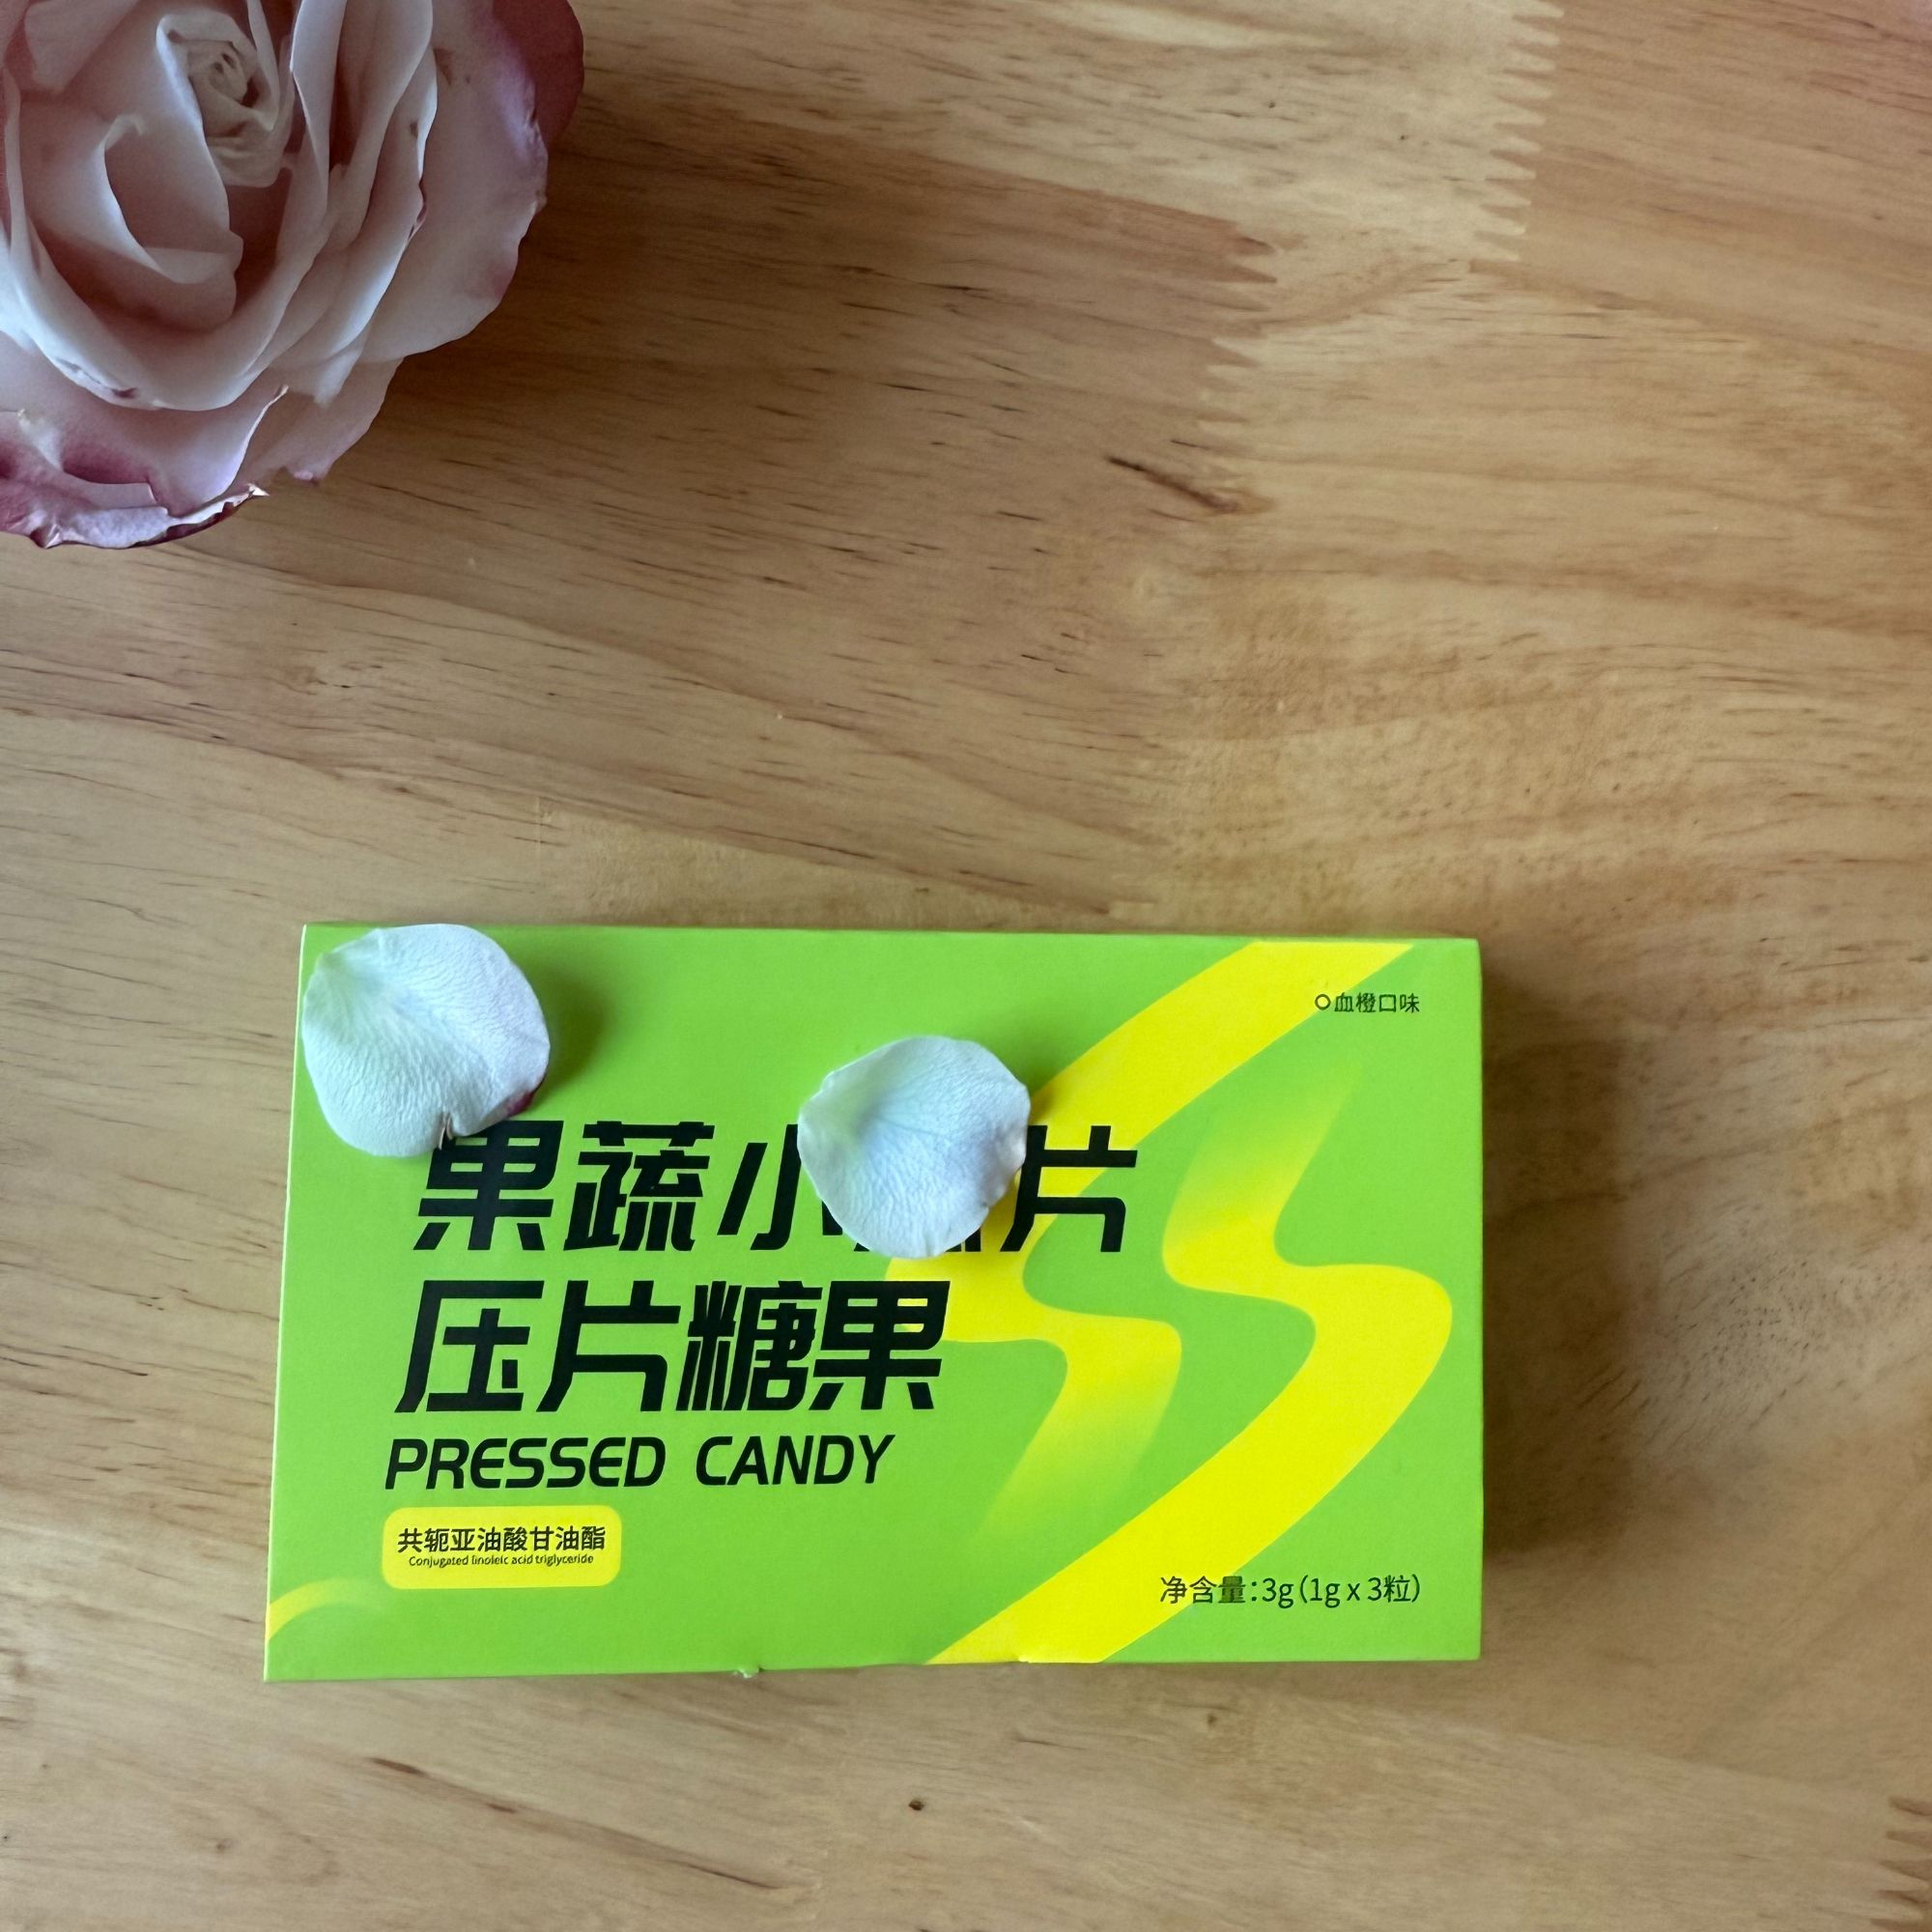 血橙口味
果蔬小片
压片糖果
PRESSED CANDY
共轭亚油酸甘油酯
Conjugated linoleic acid triglyceride
净含量:3g(1g x 3粒)